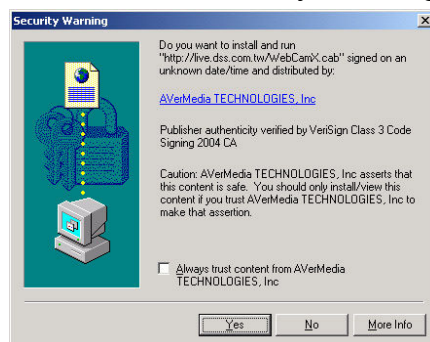 Security Warning
Do you want to install and run
"http://live.dss.com.tw/WebCamX.cab" signed on an
unknown date/time and distributed by:
AVerMedia TECHNOLOGIES, Inc
Publisher authenticity verified by VeriSign Class 3 Code
Signing 2004 CA
Caution: AVerMedia TECHNOLOGIES, Inc asserts that
this content is safe. You should only install/view this
content if you trust AVerMedia TECHNOLOGIES, Inc to
make that assertion.
Always trust content from AVerMedia
TECHNOLOGIES, Inc
Yes No More Info